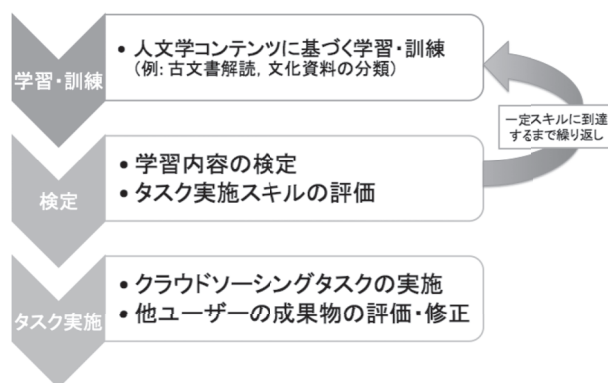 学習・訓練
• 人文学コンテンツに基づく学習・訓練
(例: 古文書解読, 文化資料の分類)
一定スキルに到達
するまで繰り返し
検定
• 学習内容の検定
• タスク実施スキルの評価
タスク実施
• クラウドソーシングタスクの実施
• 他ユーザーの成果物の評価・修正